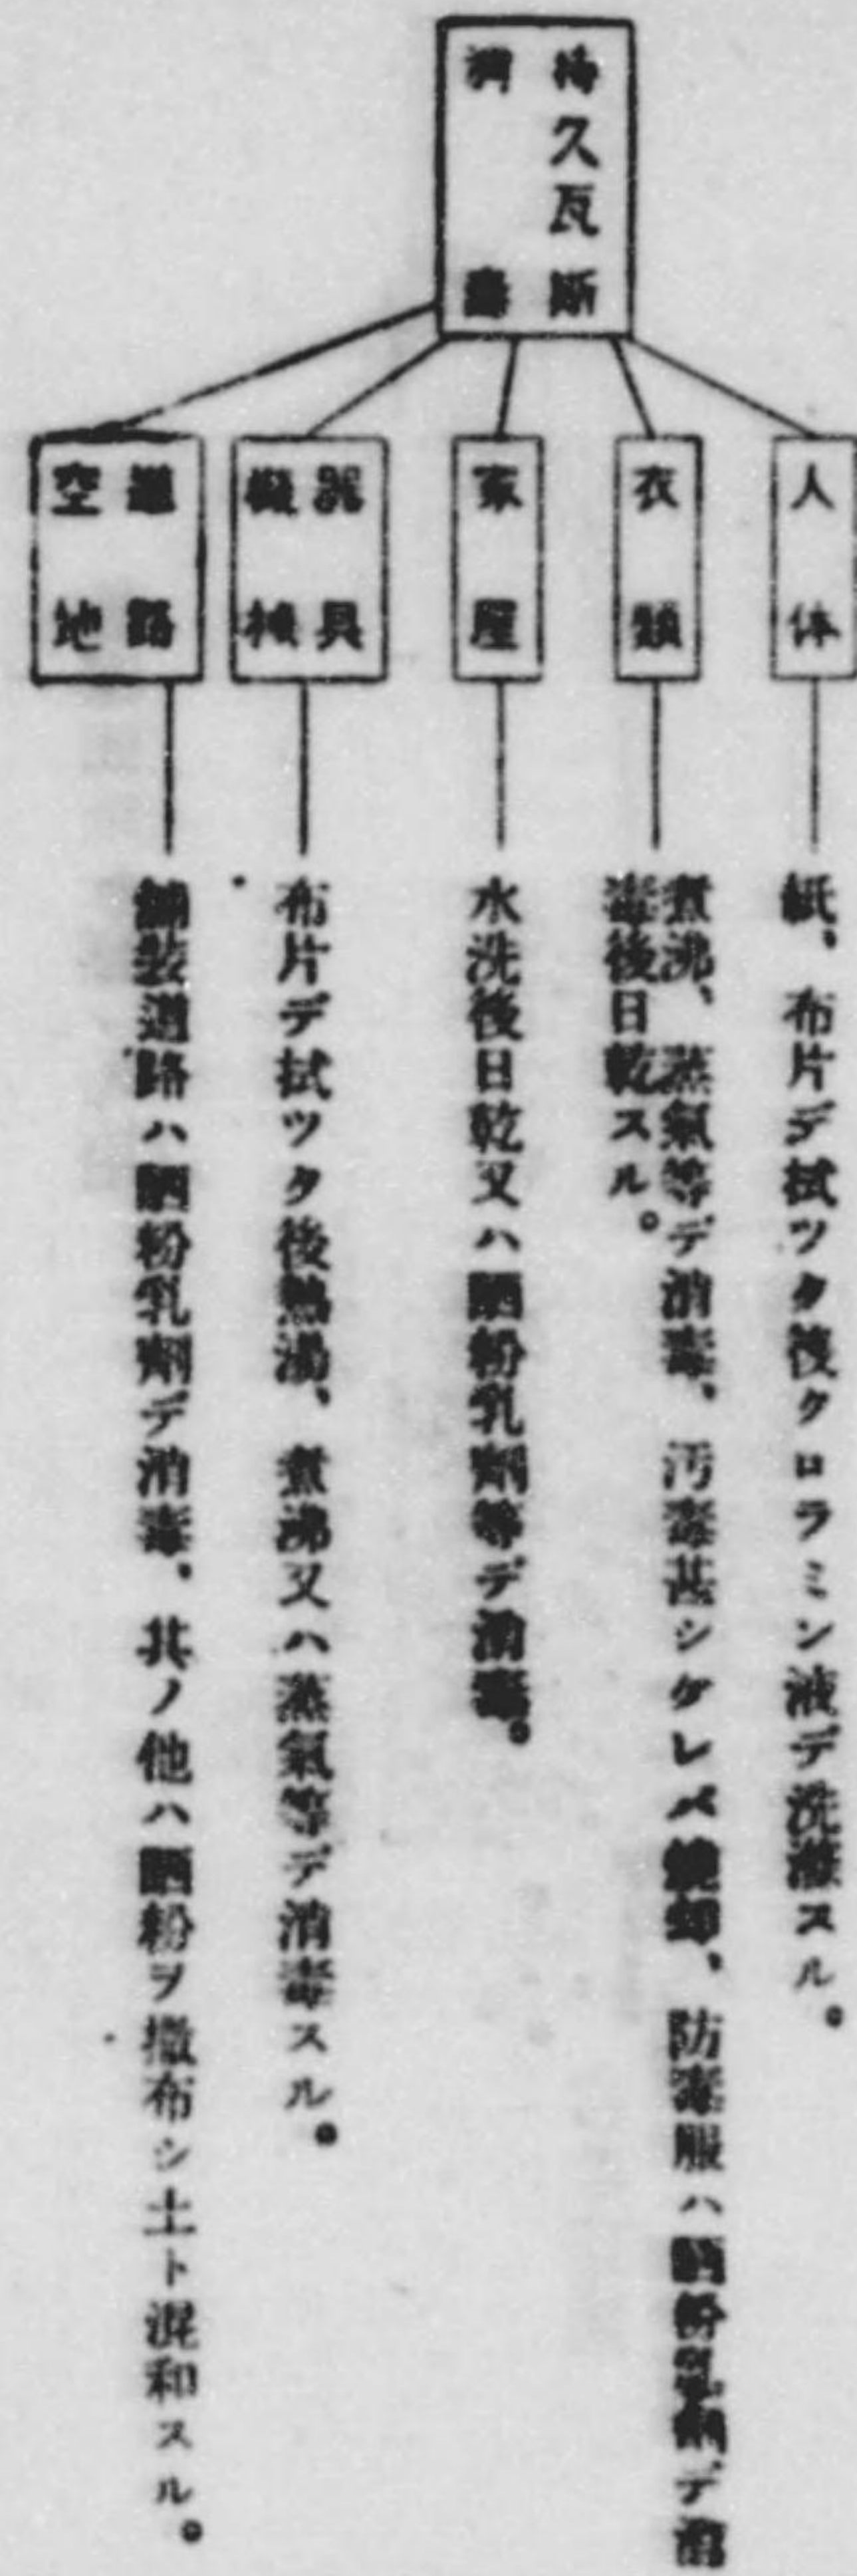 持久瓦斯
消毒
人体
紙、布片デ拭ツタ後クロラミン液デ洗滌スル。
衣類
煮沸、蒸氣等デ消毒、汚毒甚シケレバ燒却、防毒服ハ晒粉乳劑デ消
毒後日乾スル。
家屋
水洗後日乾又ハ晒粉乳劑等デ消毒。
器具
機械
布片デ拭ツタ後熱湯、煮沸又ハ蒸氣等デ消毒スル。
道路
空地
舗装道路ハ晒粉乳劑デ消毒、其ノ他ハ晒粉ヲ撒布シ土ト混和スル。